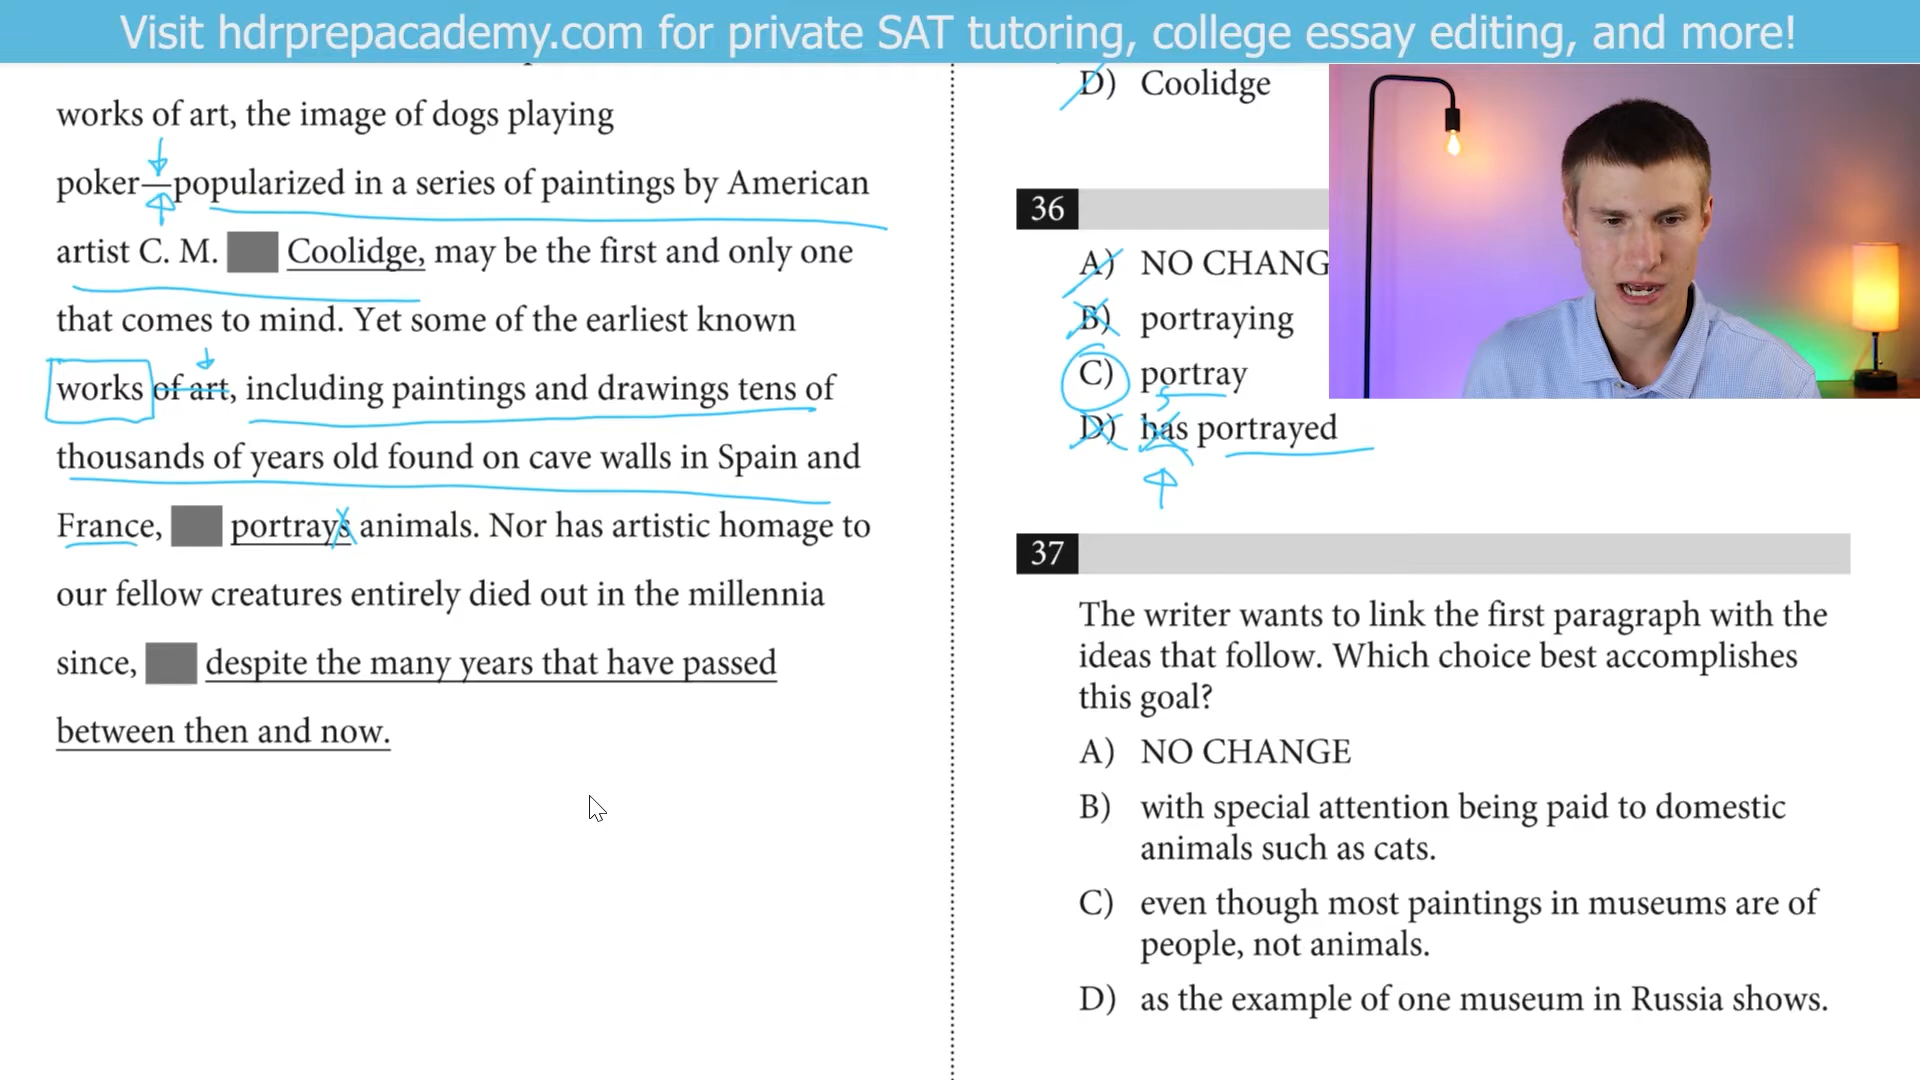 Visit hdrprepacademy.com for private SAT tutoring, college essay editing, and more!
works of art, the image of dogs playing
poker—popularized in a series of paintings by American
artist C. M. Coolidge, may be the first and only one
that comes to mind. Yet some of the earliest known
works of art, including paintings and drawings tens of
thousands of years old found on cave walls in Spain and
France, portrays animals. Nor has artistic homage to
our fellow creatures entirely died out in the millennia
since, despite the many years that have passed
between then and now.
D) Coolidge
36
A) NO CHANG
B) portraying
C) portray
D) has portrayed
37
The writer wants to link the first paragraph with the
ideas that follow. Which choice best accomplishes
this goal?
A) NO CHANGE
B) with special attention being paid to domestic
animals such as cats.
C) even though most paintings in museums are of
people, not animals.
D) as the example of one museum in Russia shows.